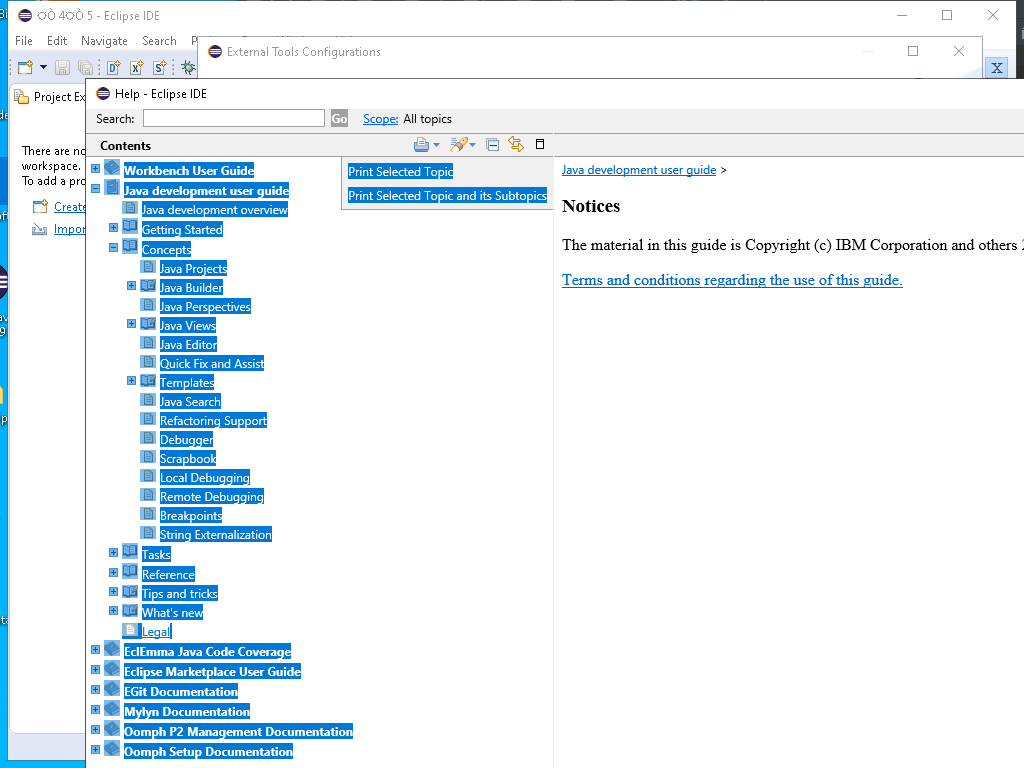 4 5 - Eclipse IDE
File Edit Navigate Search
External Tools Configurations
Help - Eclipse IDE
Search: Go Scope: All topics
Contents
Project Ex
There are no
workspace.
To add a pro
Create
Impor
Workbench User Guide
Java development user guide
Java development overview
Getting Started
Concepts
Java Projects
Java Builder
Java Perspectives
Java Views
Java Editor
Quick Fix and Assist
Templates
Java Search
Refactoring Support
Debugger
Scrapbook
Local Debugging
Remote Debugging
Breakpoints
String Externalization
Tasks
Reference
Tips and tricks
What's new
Legal
EclEmma Java Code Coverage
Eclipse Marketplace User Guide
EGit Documentation
Mylyn Documentation
Oomph P2 Management Documentation
Oomph Setup Documentation
Print Selected Topic
Print Selected Topic and its Subtopics
Java development user guide >
Notices
The material in this guide is Copyright (c) IBM Corporation and others
Terms and conditions regarding the use of this guide.